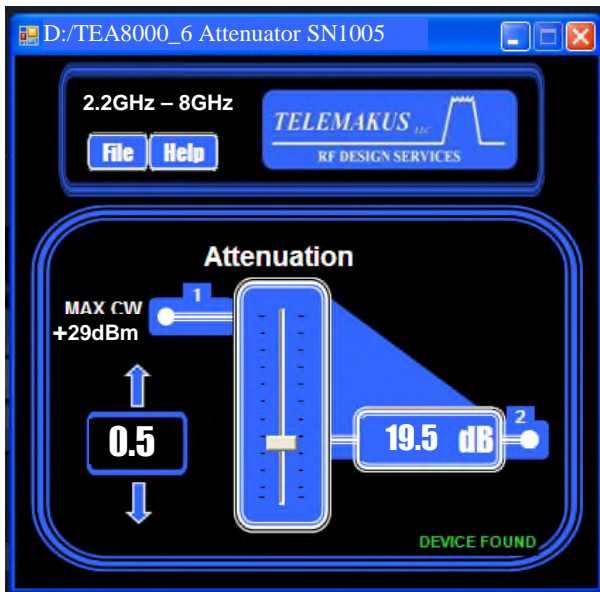 D:/TEA8000_6 Attenuator SN1005
2.2GHz – 8GHz
File Help
TELEMAKUS LLC
RF DESIGN SERVICES
Attenuation
1
MAX CW
+29dBm
0.5
19.5 dB
2
DEVICE FOUND